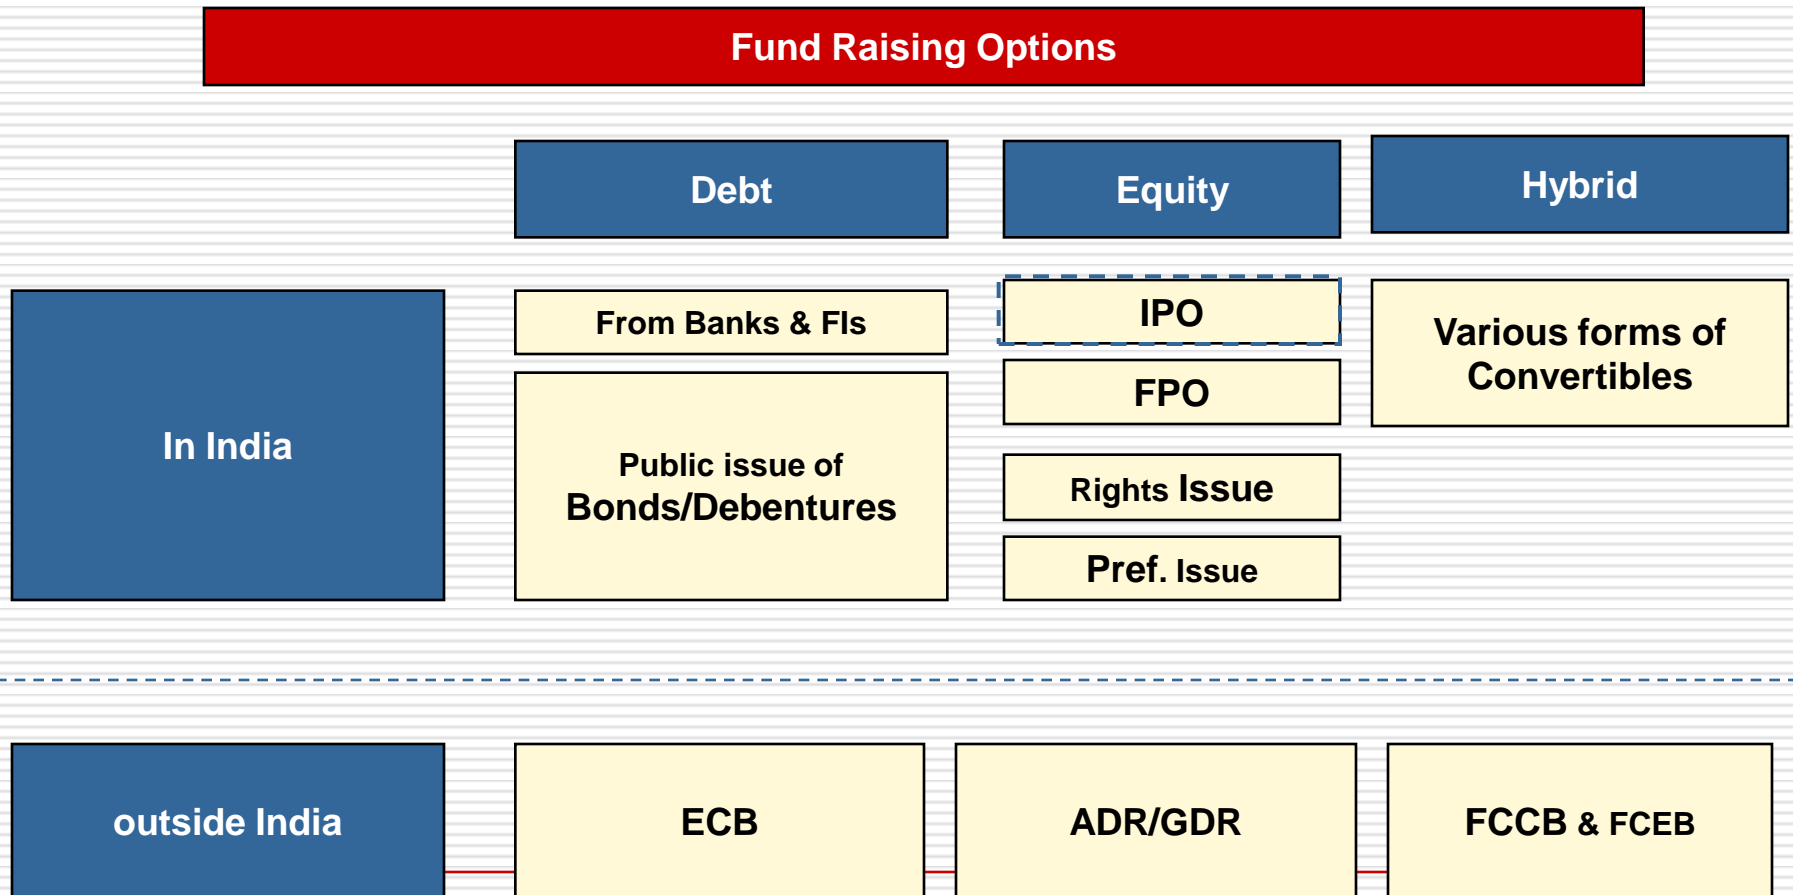 Fund Raising Options
Debt
Equity
Hybrid
In India
From Banks & FIs
Public issue of
Bonds/Debentures
IPO
FPO
Rights Issue
Pref. Issue
Various forms of
Convertibles
outside India
ECB
ADR/GDR
FCCB & FCEB